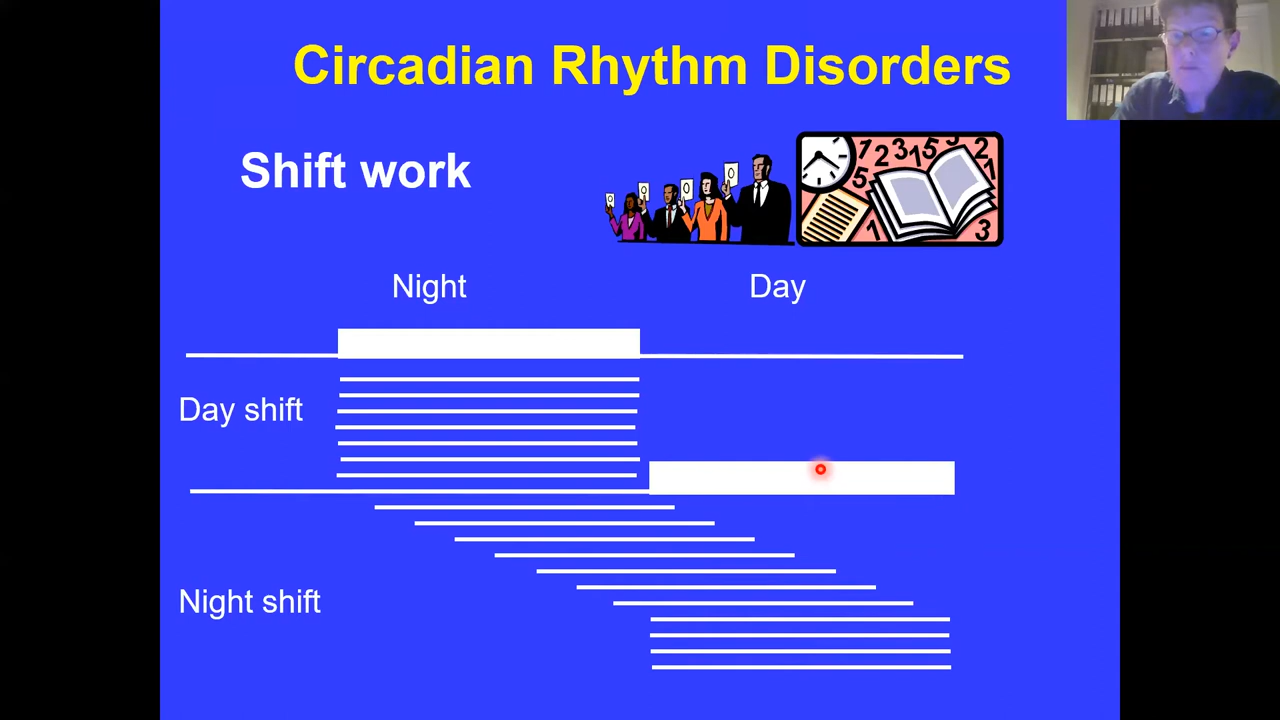 Circadian Rhythm Disorders
Shift work
Night
Day
Day shift
Night shift